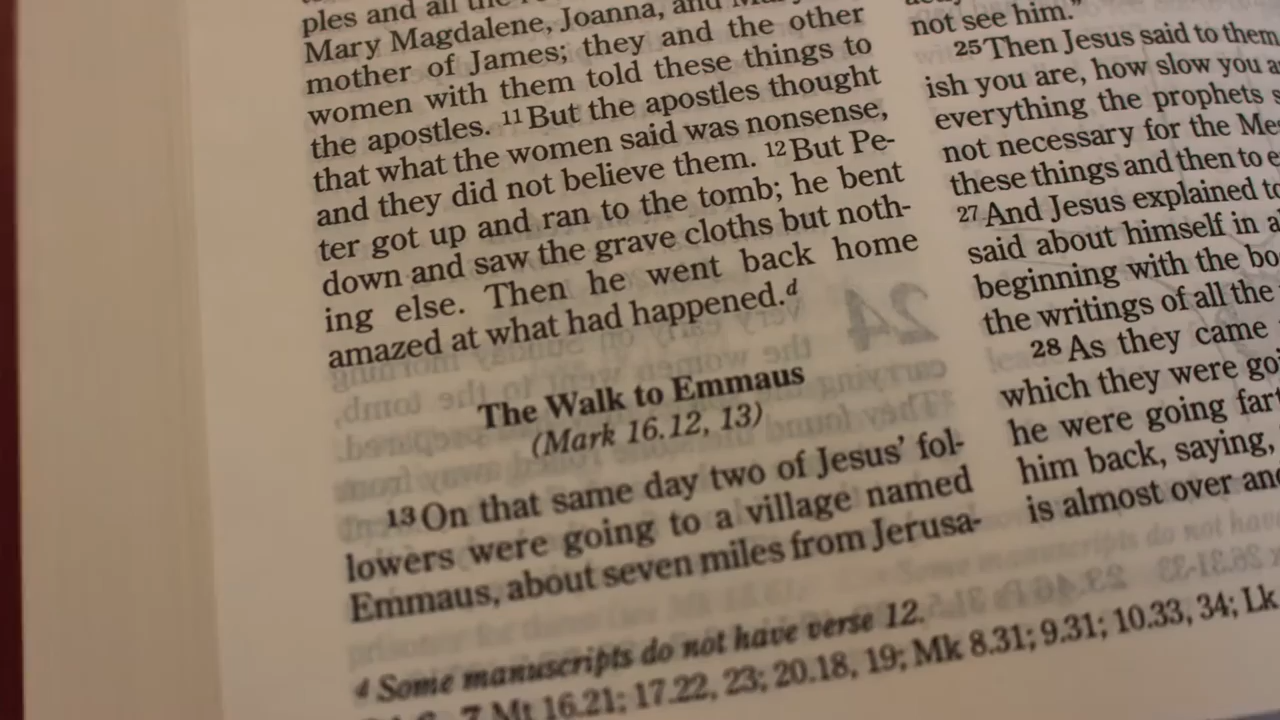 ples and all the
Mary Magdalene, Joanna, and
mother of James; they and the other
women with them told these things to
the apostles. 11 But the apostles thought
that what the women said was nonsense,
and they did not believe them. 12 But Pe-
ter got up and ran to the tomb; he bent
down and saw the grave cloths but noth-
ing else. Then he went back home
amazed at what had happened.d
The Walk to Emmaus
(Mark 16.12, 13)
13 On that same day two of Jesus' fol-
lowers were going to a village named
Emmaus, about seven miles from Jerusa-
not see him."
25 Then Jesus said to them,
ish you are, how slow you a
everything the prophets s
not necessary for the Me
these things and then to e
27 And Jesus explained to
said about himself in a
beginning with the bo
the writings of all the
28 As they came
which they were go
he were going fart
him back, saying,
is almost over and
d Some manuscripts do not have verse 12.
7 Mt 16.21; 17.22, 23; 20.18, 19; Mk 8.31; 9.31; 10.33, 34; Lk